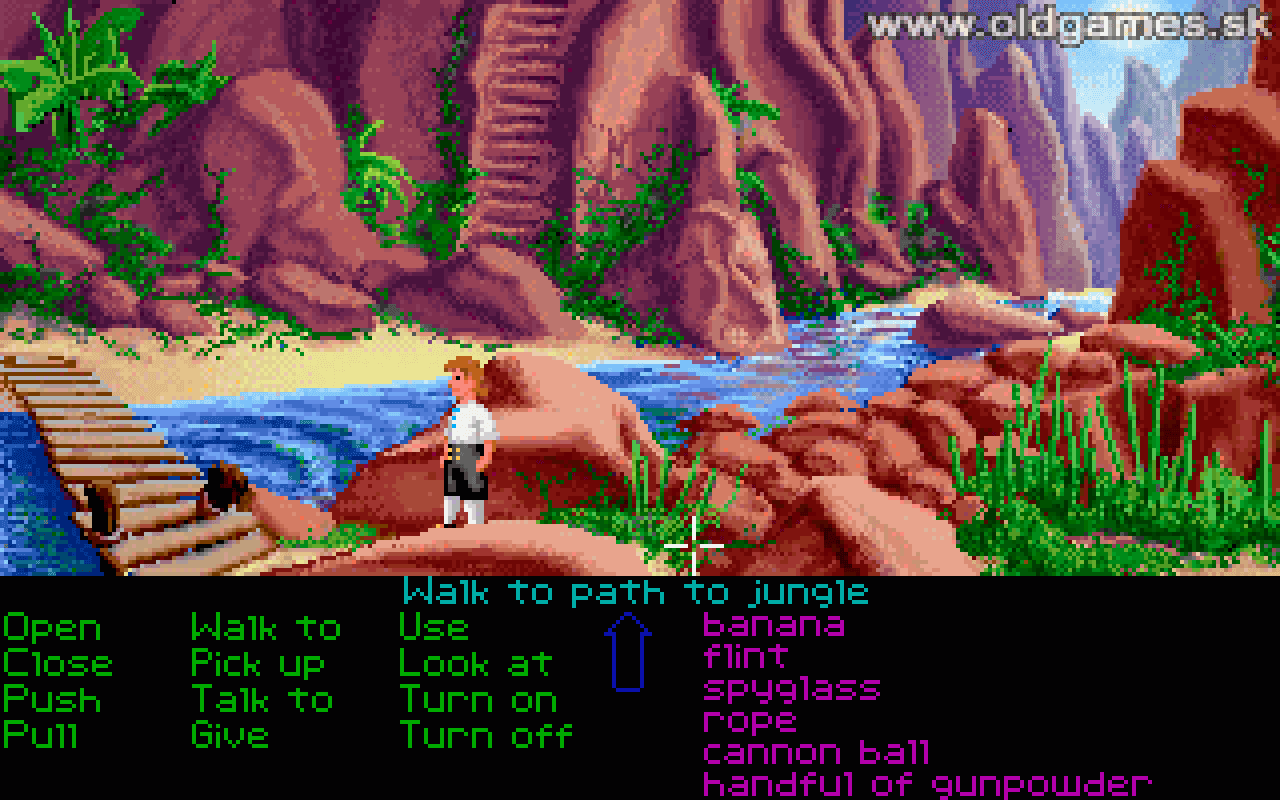 www.oldgames.sk
Walk to path to jungle
Open Walk to Use
Close Pick up Look at
Push Talk to Turn on
Pull Give Turn off
banana
flint
spyglass
rope
cannon ball
handful of gunpowder